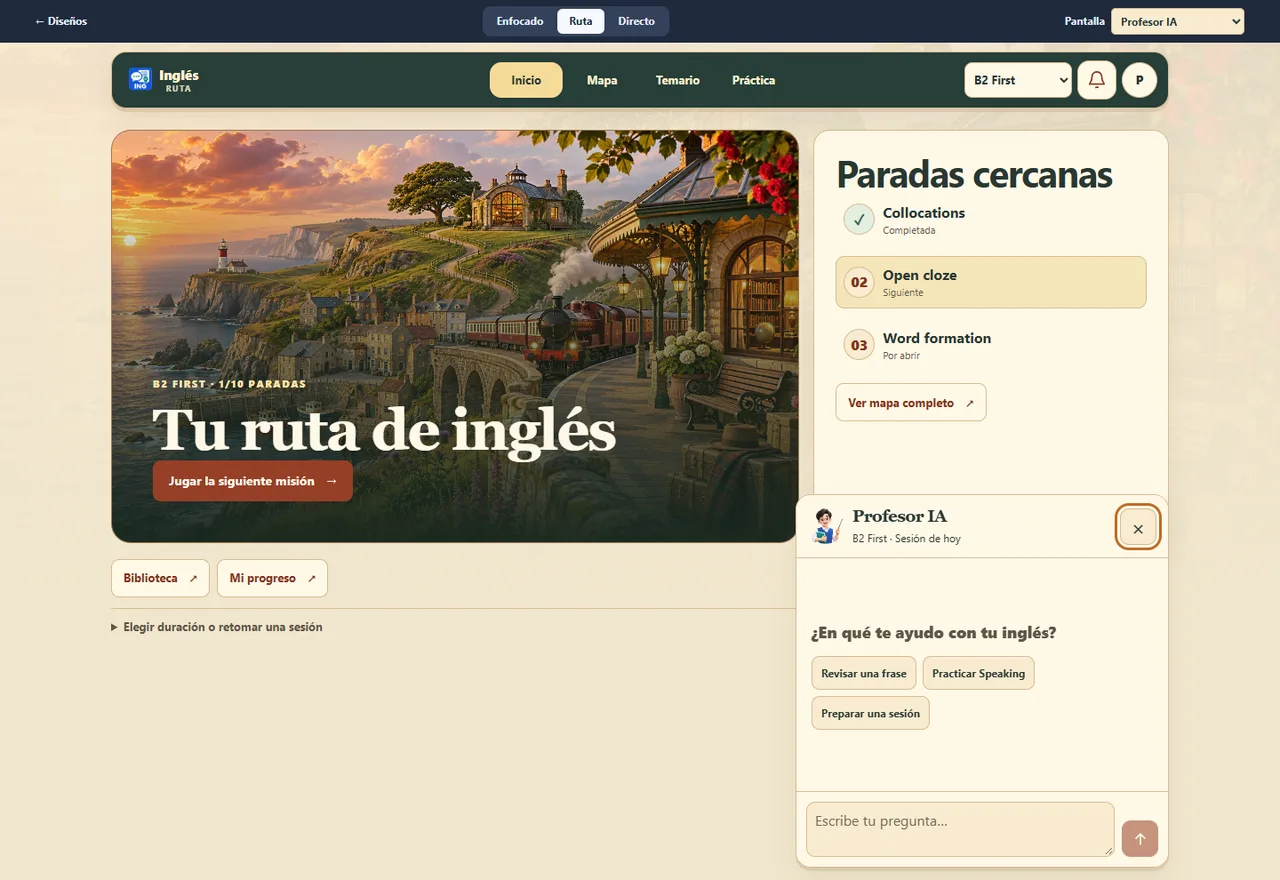 ← Diseños
Enfocado
Ruta
Directo
Pantalla
Profesor IA
ING
Inglés
RUTA
Inicio
Mapa
Temario
Práctica
B2 First
P
B2 FIRST · 1/10 PARADAS
Tu ruta de inglés
Jugar la siguiente misión →
Paradas cercanas
✓
Collocations
Completada
02
Open cloze
Siguiente
03
Word formation
Por abrir
Ver mapa completo ↗
Biblioteca ↗
Mi progreso ↗
▶ Elegir duración o retomar una sesión
Profesor IA
B2 First · Sesión de hoy
×
¿En qué te ayudo con tu inglés?
Revisar una frase
Practicar Speaking
Preparar una sesión
Escribe tu pregunta...
↑